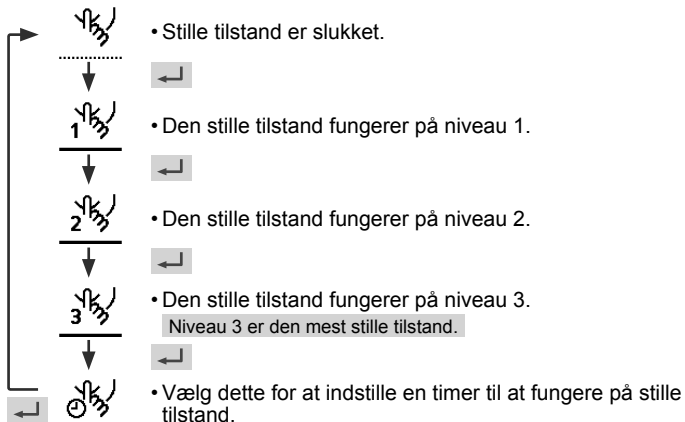 • Stille tilstand er slukket.
1
• Den stille tilstand fungerer på niveau 1.
2
• Den stille tilstand fungerer på niveau 2.
3
• Den stille tilstand fungerer på niveau 3.
Niveau 3 er den mest stille tilstand.
• Vælg dette for at indstille en timer til at fungere på stille
tilstand.